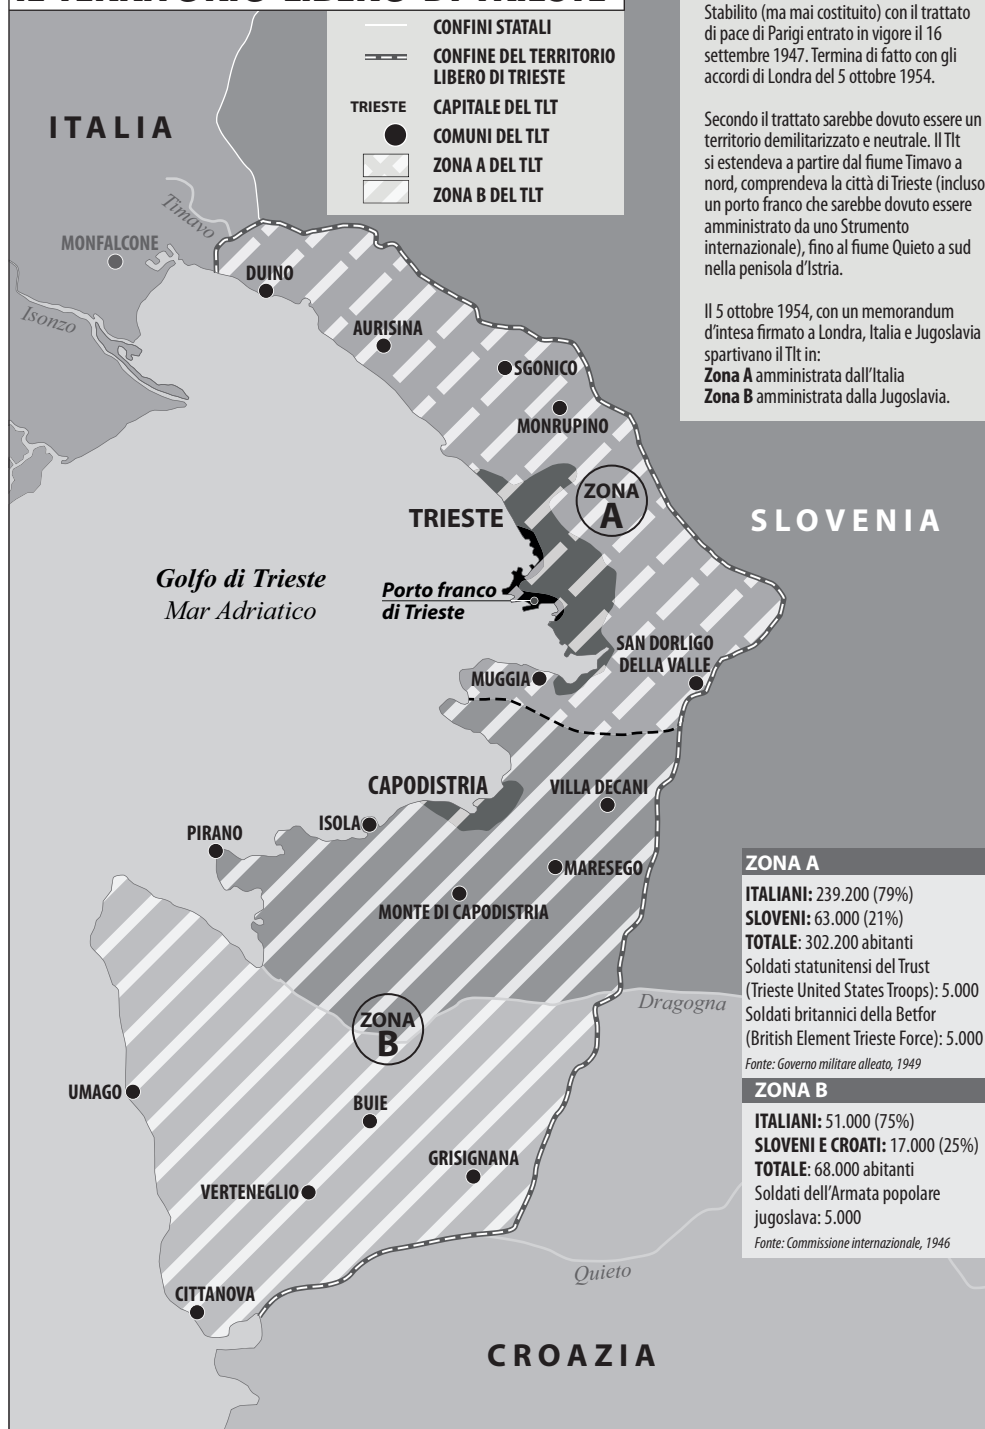 IL TERRITORIO LIBERO DI TRIESTE
CONFINI STATALI
CONFINE DEL TERRITORIO
LIBERO DI TRIESTE
TRIESTE CAPITALE DEL TLT
COMUNI DEL TLT
ZONA A DEL TLT
ZONA B DEL TLT
Stabilito (ma mai costituito) con il trattato
di pace di Parigi entrato in vigore il 16
settembre 1947. Termina di fatto con gli
accordi di Londra del 5 ottobre 1954.
Secondo il trattato sarebbe dovuto essere un
territorio demilitarizzato e neutrale. Il Tlt
si estendeva a partire dal fiume Timavo a
nord, comprendeva la città di Trieste (incluso
un porto franco che sarebbe dovuto essere
amministrato da uno Strumento
internazionale), fino al fiume Quieto a sud
nella penisola d'Istria.
Il 5 ottobre 1954, con un memorandum
d'intesa firmato a Londra, Italia e Jugoslavia
spartivano il Tlt in:
Zona A amministrata dall'Italia
Zona B amministrata dalla Jugoslavia.
ITALIA
Timavo
MONFALCONE
Isonzo
DUINO
AURISINA
SGONICO
MONRUPINO
ZONA
A
TRIESTE
SLOVENIA
Golfo di Trieste
Mar Adriatico
Porto franco
di Trieste
SAN DORLIGO
DELLA VALLE
MUGGIA
CAPODISTRIA
VILLA DECANI
ISOLA
PIRANO
MARESEGO
MONTE DI CAPODISTRIA
Dragogna
ZONA
B
UMAGO
BUIE
GRISIGNANA
VERTENEGLIO
CITTANOVA
Quieto
CROAZIA
ZONA A
ITALIANI: 239.200 (79%)
SLOVENI: 63.000 (21%)
TOTALE: 302.200 abitanti
Soldati statunitensi del Trust
(Trieste United States Troops): 5.000
Soldati britannici della Betfor
(British Element Trieste Force): 5.000
Fonte: Governo militare alleato, 1949
ZONA B
ITALIANI: 51.000 (75%)
SLOVENI E CROATI: 17.000 (25%)
TOTALE: 68.000 abitanti
Soldati dell'Armata popolare
jugoslava: 5.000
Fonte: Commissione internazionale, 1946